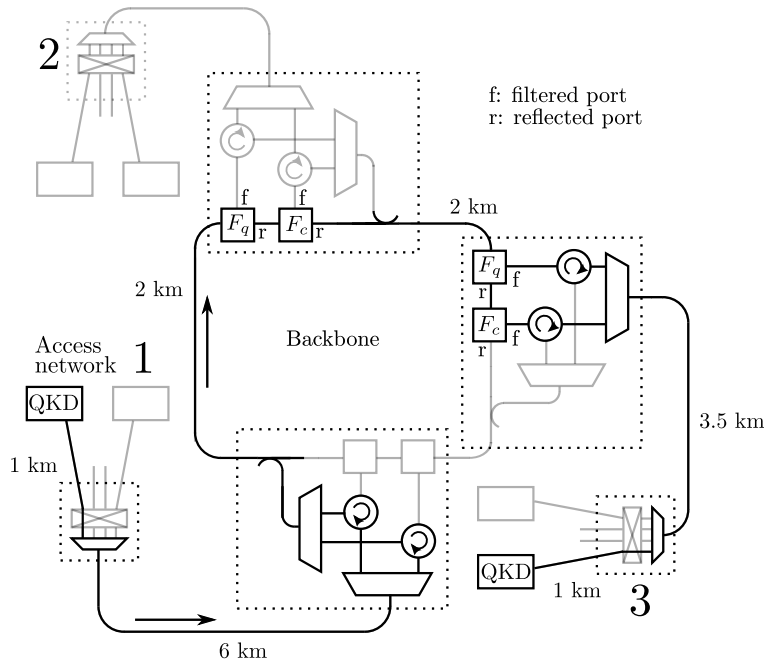 2
f: filtered port
r: reflected port
f
f
F_q
r
F_c
r
2 km
2 km
F_q
f
r
F_c
f
r
Backbone
Access
network
1
QKD
1 km
3.5 km
QKD
1 km
3
6 km